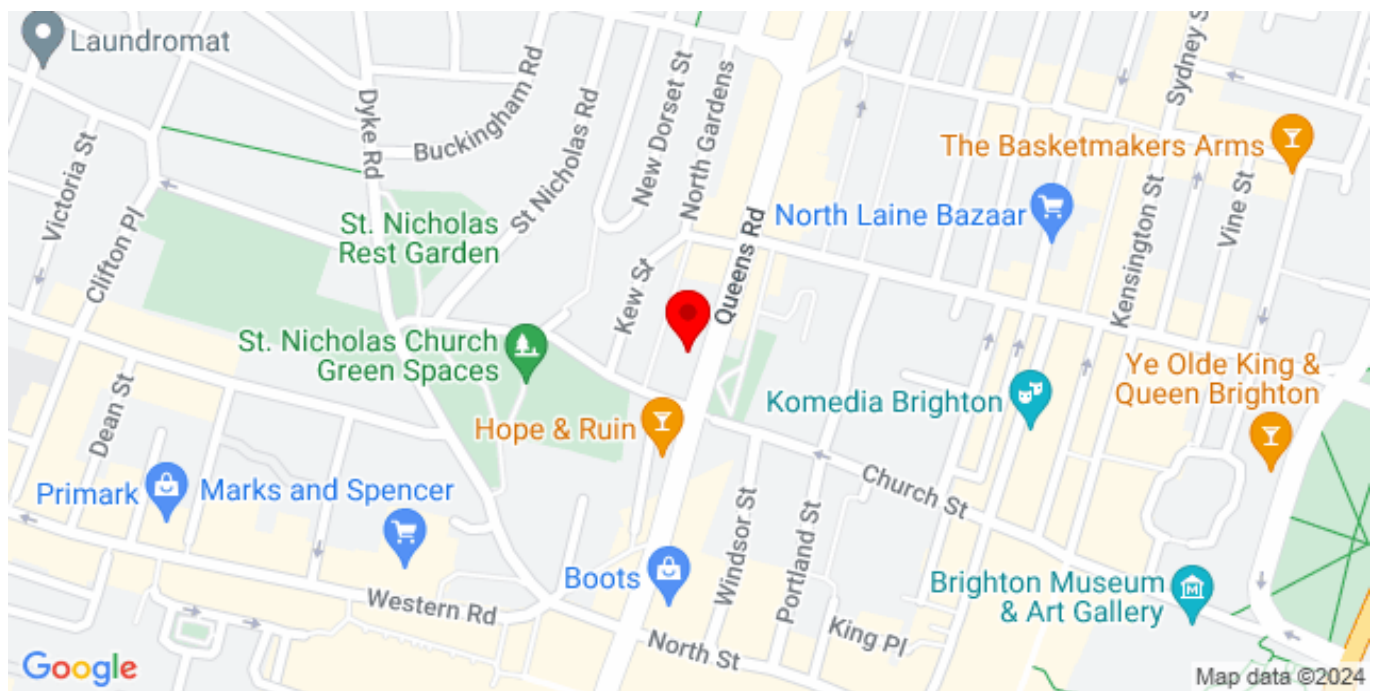 Laundromat
Victoria St
Clifton Pl
Dyke Rd
Buckingham Rd
St Nicholas Rd
New Dorset St
North Gardens
Queens Rd
Sydney S
The Basketmakers Arms
North Laine Bazaar
Kensington St
Vine St
St. Nicholas
Rest Garden
Kew St
St. Nicholas Church
Green Spaces
Hope & Ruin
Komedia Brighton
Ye Olde King &
Queen Brighton
Dean St
Primark
Marks and Spencer
Church St
Windsor St
Portland St
Boots
Western Rd
North St
King Pl
Brighton Museum
& Art Gallery
Google
Map data ©2024